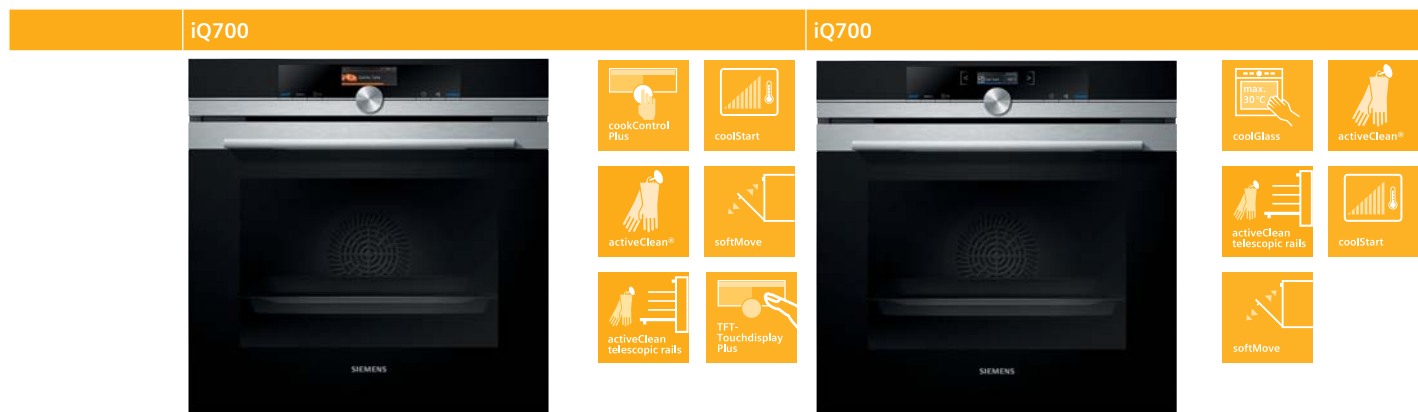 iQ700
iQ700
cookControl
Plus
coolStart
activeClean®
softMove
activeClean
telescopic rails
TFT-
Touchdisplay
Plus
SIEMENS
max.
30°C
coolGlass
activeClean®
activeClean
telescopic rails
coolStart
softMove
SIEMENS